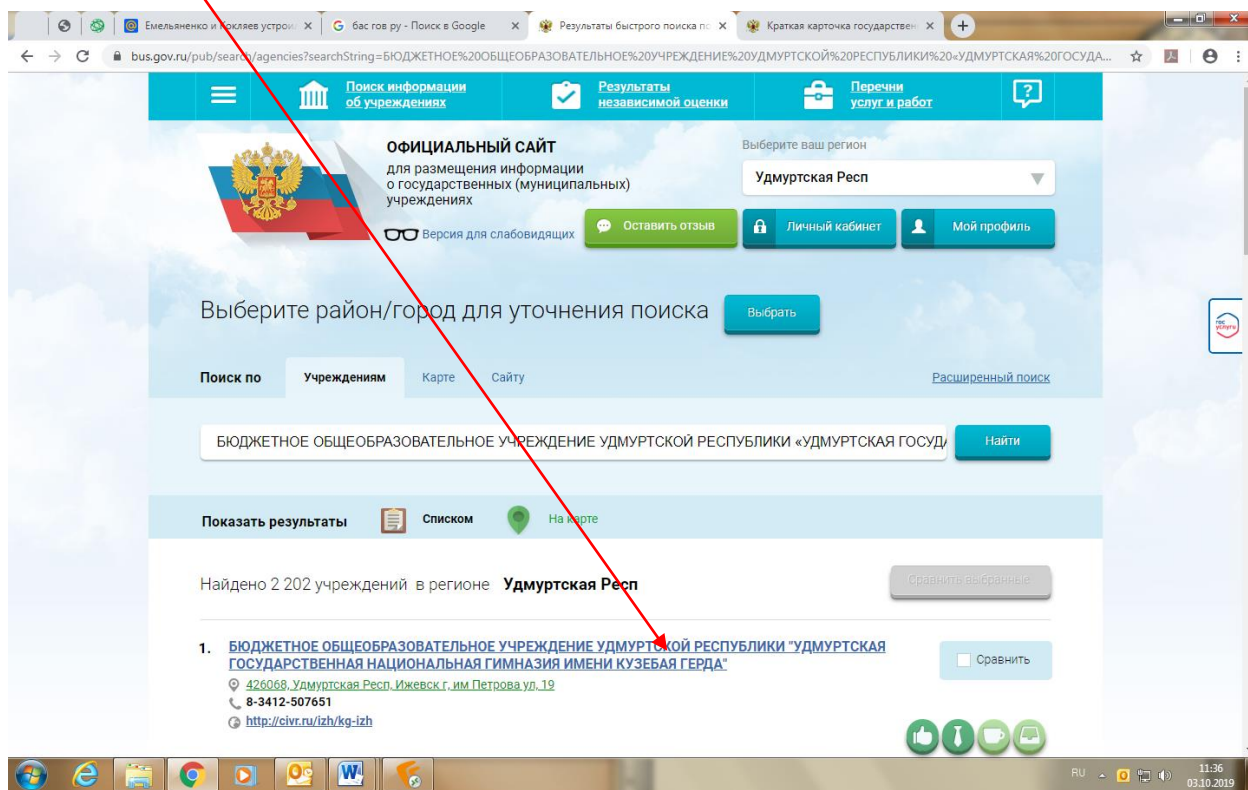 Емельяненко и Кокляев устрои
бас гов ру - Поиск в Google
Результаты быстрого поиска по
Краткая карточка государствен
bus.gov.ru/pub/search/agencies?searchString=БЮДЖЕТНОЕ%20ОБЩЕОБРАЗОВАТЕЛЬНОЕ%20УЧРЕЖДЕНИЕ%20УДМУРТСКОЙ%20РЕСПУБЛИКИ%20«УДМУРТСКАЯ%20ГОСУДА...
Поиск информации
об учреждениях
Результаты
независимой оценки
Перечни
услуг и работ
ОФИЦИАЛЬНЫЙ САЙТ
для размещения информации
о государственных (муниципальных)
учреждениях
Версия для слабовидящих
Выберите ваш регион
Удмуртская Респ
Оставить отзыв
Личный кабинет
Мой профиль
Выберите район/город для уточнения поиска
Выбрать
гос
услуги
Поиск по
Учреждениям
Карте
Сайту
Расширенный поиск
БЮДЖЕТНОЕ ОБЩЕОБРАЗОВАТЕЛЬНОЕ УЧРЕЖДЕНИЕ УДМУРТСКОЙ РЕСПУБЛИКИ «УДМУРТСКАЯ ГОСУДА
Найти
Показать результаты
Списком
На карте
Найдено 2 202 учреждений в регионе Удмуртская Респ
Сравнить выбранные
1. БЮДЖЕТНОЕ ОБЩЕОБРАЗОВАТЕЛЬНОЕ УЧРЕЖДЕНИЕ УДМУРТСКОЙ РЕСПУБЛИКИ "УДМУРТСКАЯ
ГОСУДАРСТВЕННАЯ НАЦИОНАЛЬНАЯ ГИМНАЗИЯ ИМЕНИ КУЗЕБАЯ ГЕРДА"
Сравнить
426068, Удмуртская Респ, Ижевск г, им Петрова ул, 19
8-3412-507651
http://civr.ru/izh/kg-izh
RU
11:36
03.10.2019